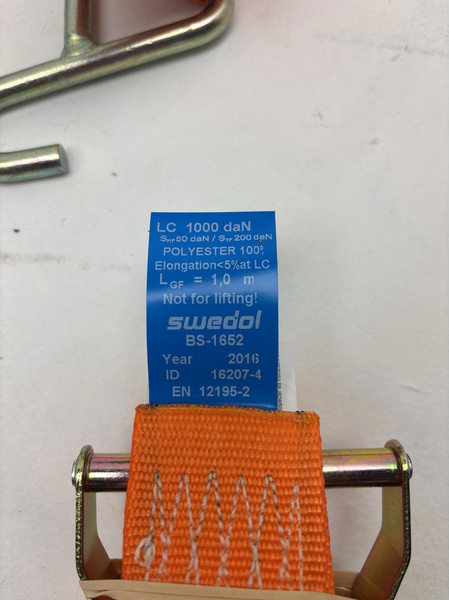 LC 1000 daN
SHF 50 daN / STF 200 daN
POLYESTER 100%
Elongation<5%at LC
LGF = 1,0 m
Not for lifting!
swedol
BS-1652
Year 2016
ID 16207-4
EN 12195-2